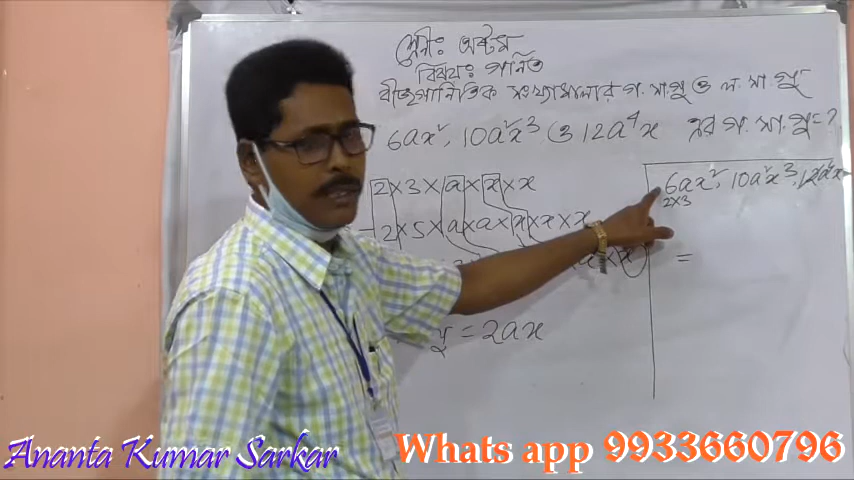 শ্রেনী: অষ্টম
বিষয়: গনিত
বীজগানিতিক সংখ্যামালার গ.সা.গু ও ল.সা.গু
6ax², 10a²x³ ও 12a⁴x এর গ.সা.গু=?
2×3×a×x×x
2×5×a×a×x×x×x
গু = 2ax
6ax², 10a²x³, 12a⁴x
2×3
=
Ananta Kumar Sarkar
Whats app 9933660796